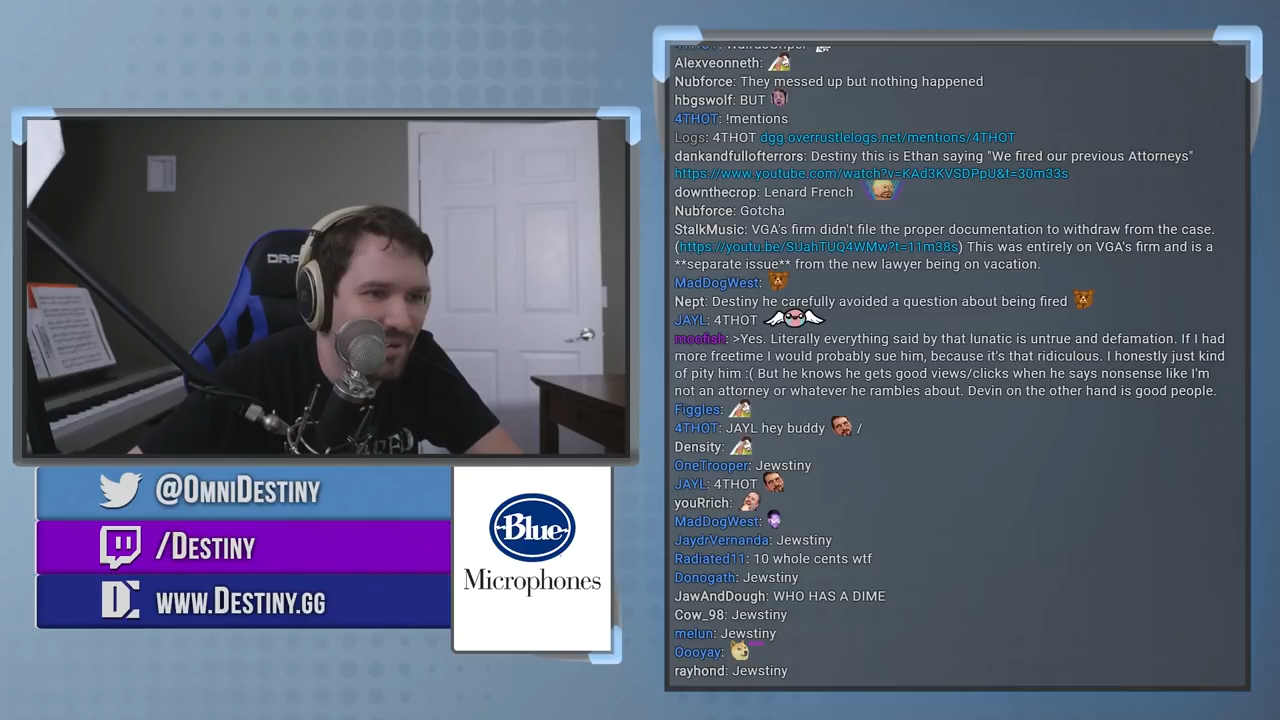 Alexveonneth:
Nubforce: They messed up but nothing happened
hbgswolf: BUT
4THOT: !mentions
Logs: 4THOT dgg.overrustlelogs.net/mentions/4THOT
dankandfullofterrors: Destiny this is Ethan saying "We fired our previous Attorneys"
https://www.youtube.com/watch?v=KAd3KVSDPpU&t=30m33s
downthecrop: Lenard French
Nubforce: Gotcha
StalkMusic: VGA's firm didn't file the proper documentation to withdraw from the case.
(https://youtu.be/SUahTUQ4WMw?t=11m38s) This was entirely on VGA's firm and is a
**separate issue** from the new lawyer being on vacation.
MadDogWest:
Nept: Destiny he carefully avoided a question about being fired
JAYL: 4THOT
moofish: >Yes. Literally everything said by that lunatic is untrue and defamation. If I had
more freetime I would probably sue him, because it's that ridiculous. I honestly just kind
of pity him :( But he knows he gets good views/clicks when he says nonsense like I'm
not an attorney or whatever he rambles about. Devin on the other hand is good people.
Figgles:
4THOT: JAYL hey buddy /
Density:
OneTrooper: Jewstiny
JAYL: 4THOT
youRrich:
MadDogWest:
JaydrVernanda: Jewstiny
Radiated11: 10 whole cents wtf
Donogath: Jewstiny
JawAndDough: WHO HAS A DIME
Cow_98: Jewstiny
melun: Jewstiny
Oooyay:
rayhond: Jewstiny
@OmniDestiny
/Destiny
www.Destiny.gg
Blue
Microphones